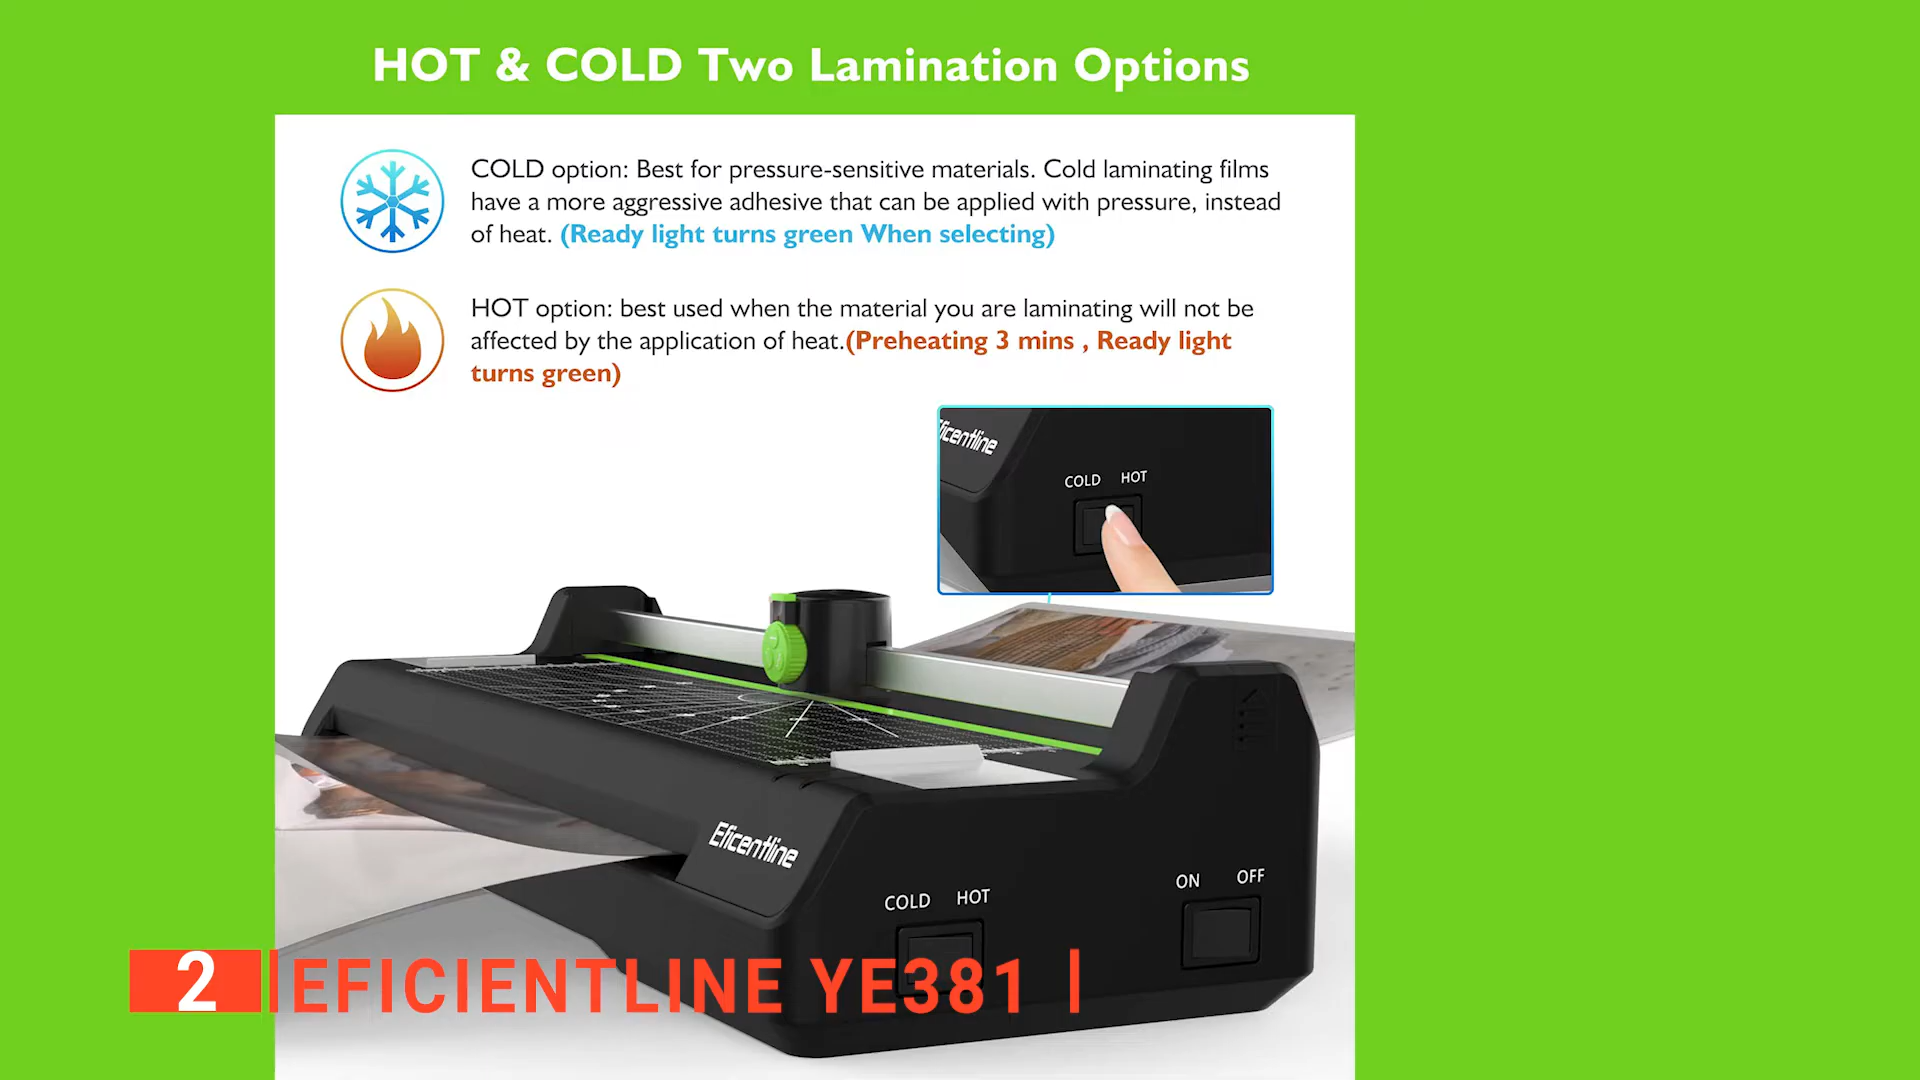 HOT & COLD Two Lamination Options
COLD option: Best for pressure-sensitive materials. Cold laminating films
have a more aggressive adhesive that can be applied with pressure, instead
of heat. (Ready light turns green When selecting)
HOT option: best used when the material you are laminating will not be
affected by the application of heat.(Preheating 3 mins , Ready light
turns green)
ficentline
COLD HOT
Eficentline
COLD HOT
ON OFF
2 EFICIENTLINE YE381